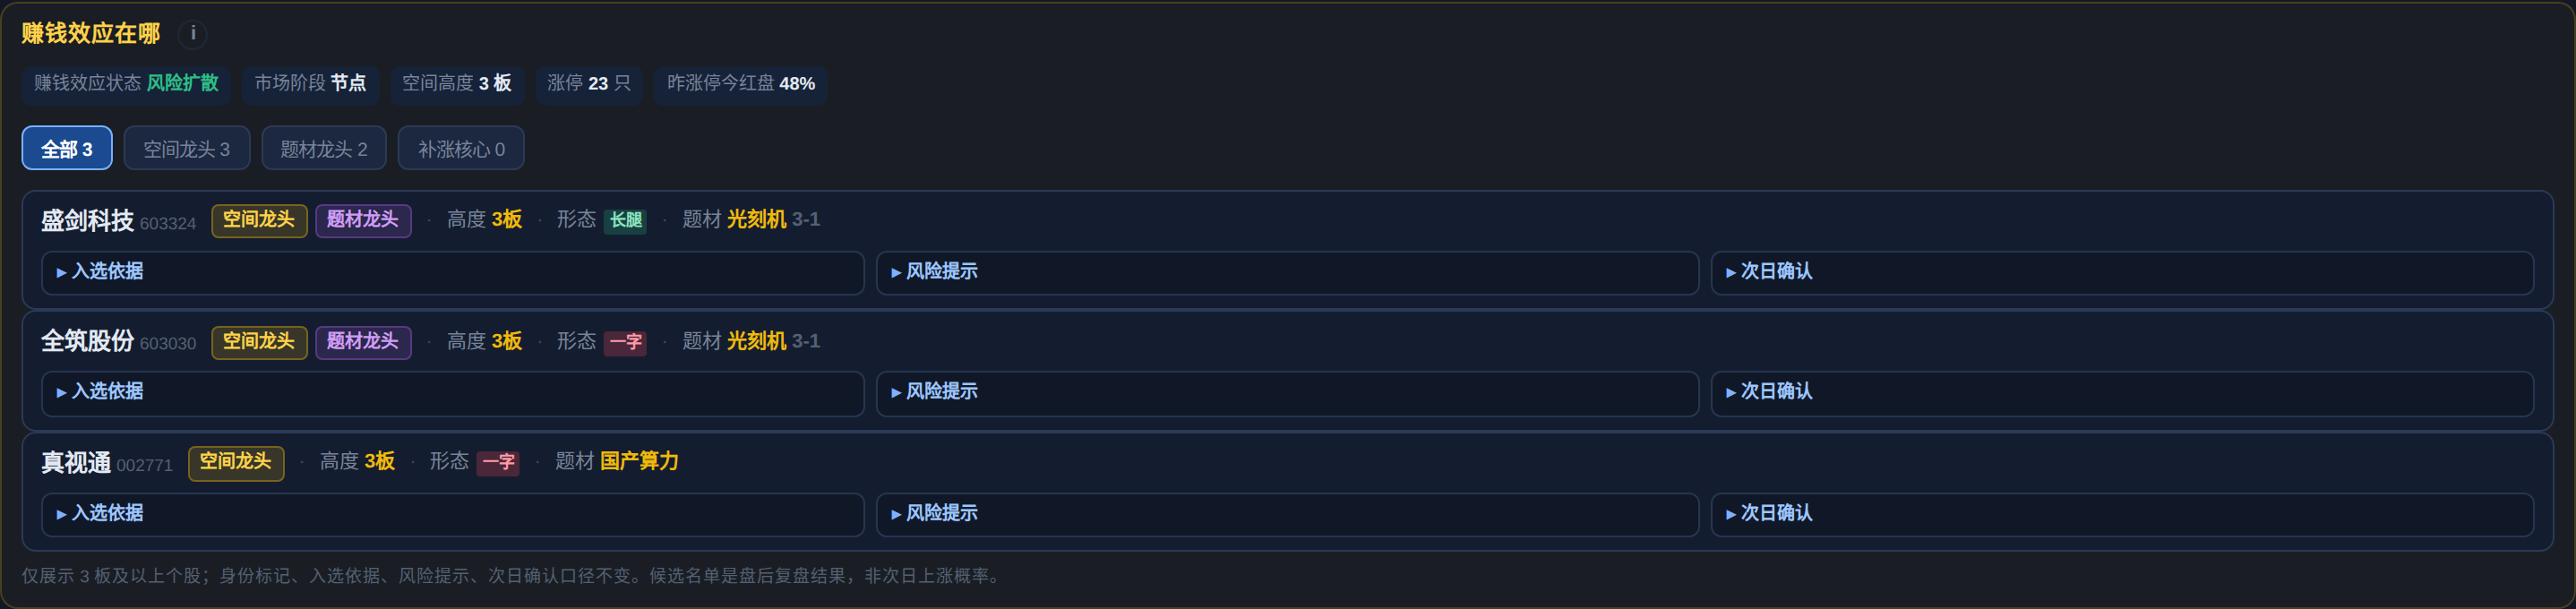 赚钱效应在哪 i
赚钱效应状态 风险扩散 市场阶段 节点 空间高度 3 板 涨停 23 只 昨涨停今红盘 48%
全部 3 空间龙头 3 题材龙头 2 补涨核心 0
盛剑科技 603324 空间龙头 题材龙头 · 高度 3板 · 形态 长腿 · 题材 光刻机 3-1
▸ 入选依据 ▸ 风险提示 ▸ 次日确认
全筑股份 603030 空间龙头 题材龙头 · 高度 3板 · 形态 一字 · 题材 光刻机 3-1
▸ 入选依据 ▸ 风险提示 ▸ 次日确认
真视通 002771 空间龙头 · 高度 3板 · 形态 一字 · 题材 国产算力
▸ 入选依据 ▸ 风险提示 ▸ 次日确认
仅展示 3 板及以上个股；身份标记、入选依据、风险提示、次日确认口径不变。候选名单是盘后复盘结果，非次日上涨概率。